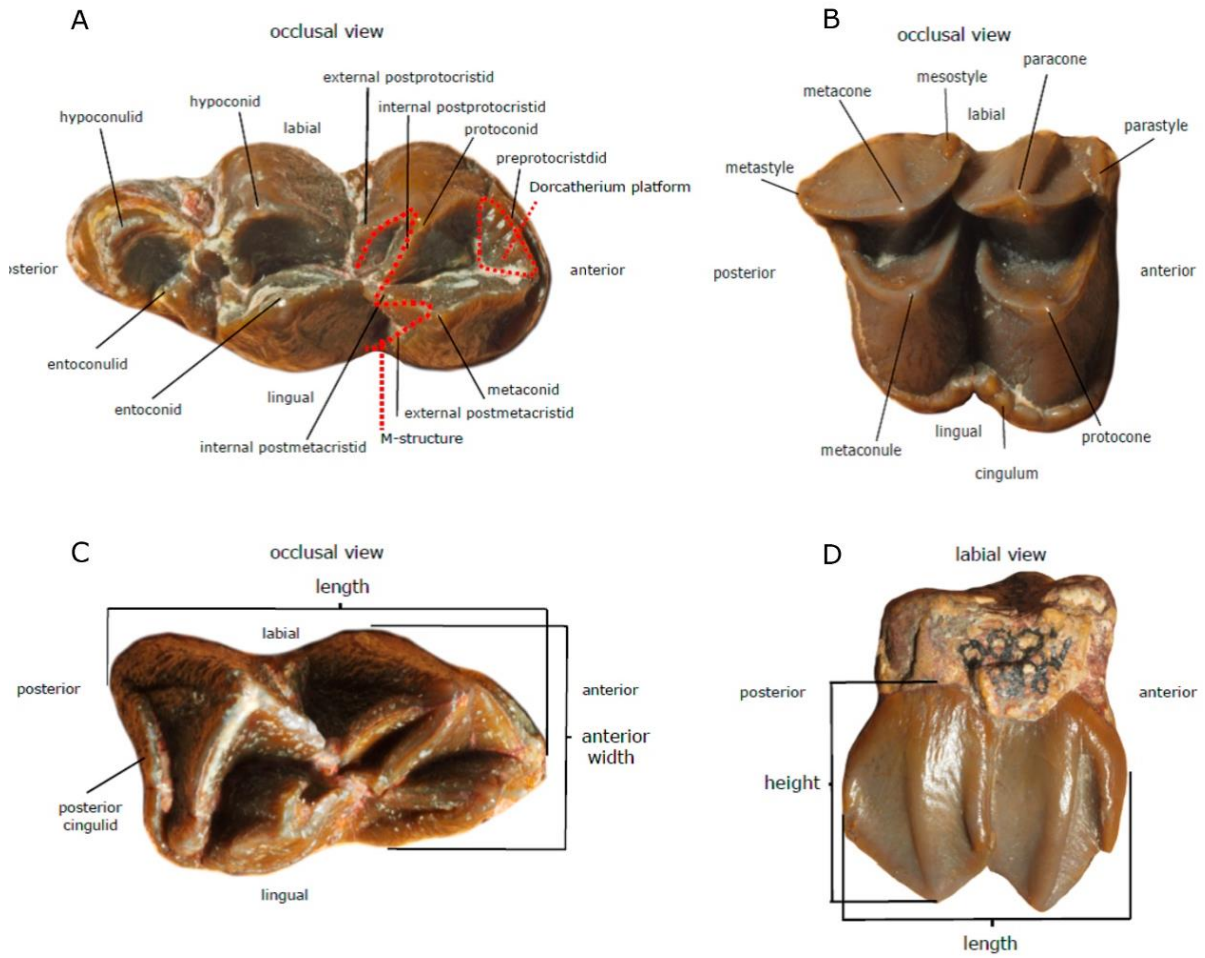 A
occlusal view
external postprotocristid
internal postprotocristid
hypoconid
labial
protoconid
hypoconulid
preprotocristdid
Dorcatherium platform
osterior
anterior
entoconulid
lingual
metaconid
entoconid
external postmetacristid
internal postmetacristid
M-structure
B
occlusal view
paracone
mesostyle
metacone
labial
parastyle
metastyle
posterior
anterior
lingual
metaconule
protocone
cingulum
C
occlusal view
length
labial
posterior
anterior
anterior
width
posterior
cingulid
lingual
D
labial view
posterior
anterior
height
length